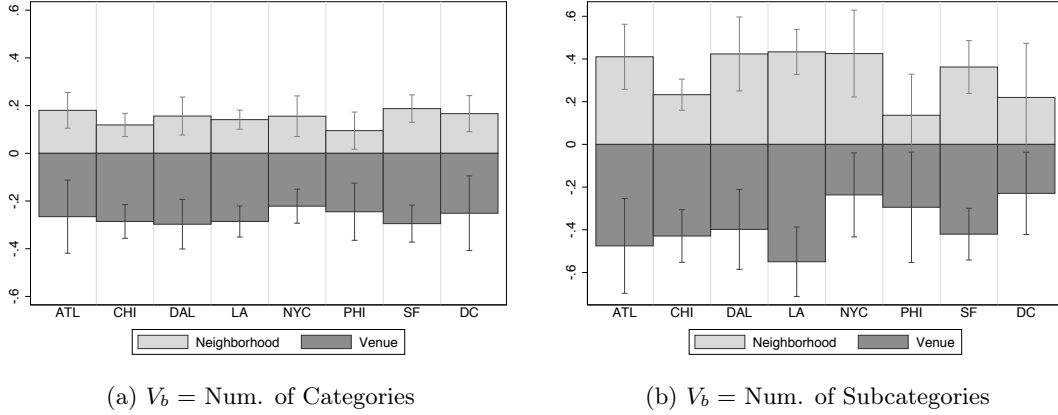 .6
.4
.2
0
-.2
-.4
-.6
ATL CHI DAL LA NYC PHI SF DC
Neighborhood Venue
(a) V_b = Num. of Categories
.6
.4
.2
0
-.2
-.4
-.6
ATL CHI DAL LA NYC PHI SF DC
Neighborhood Venue
(b) V_b = Num. of Subcategories